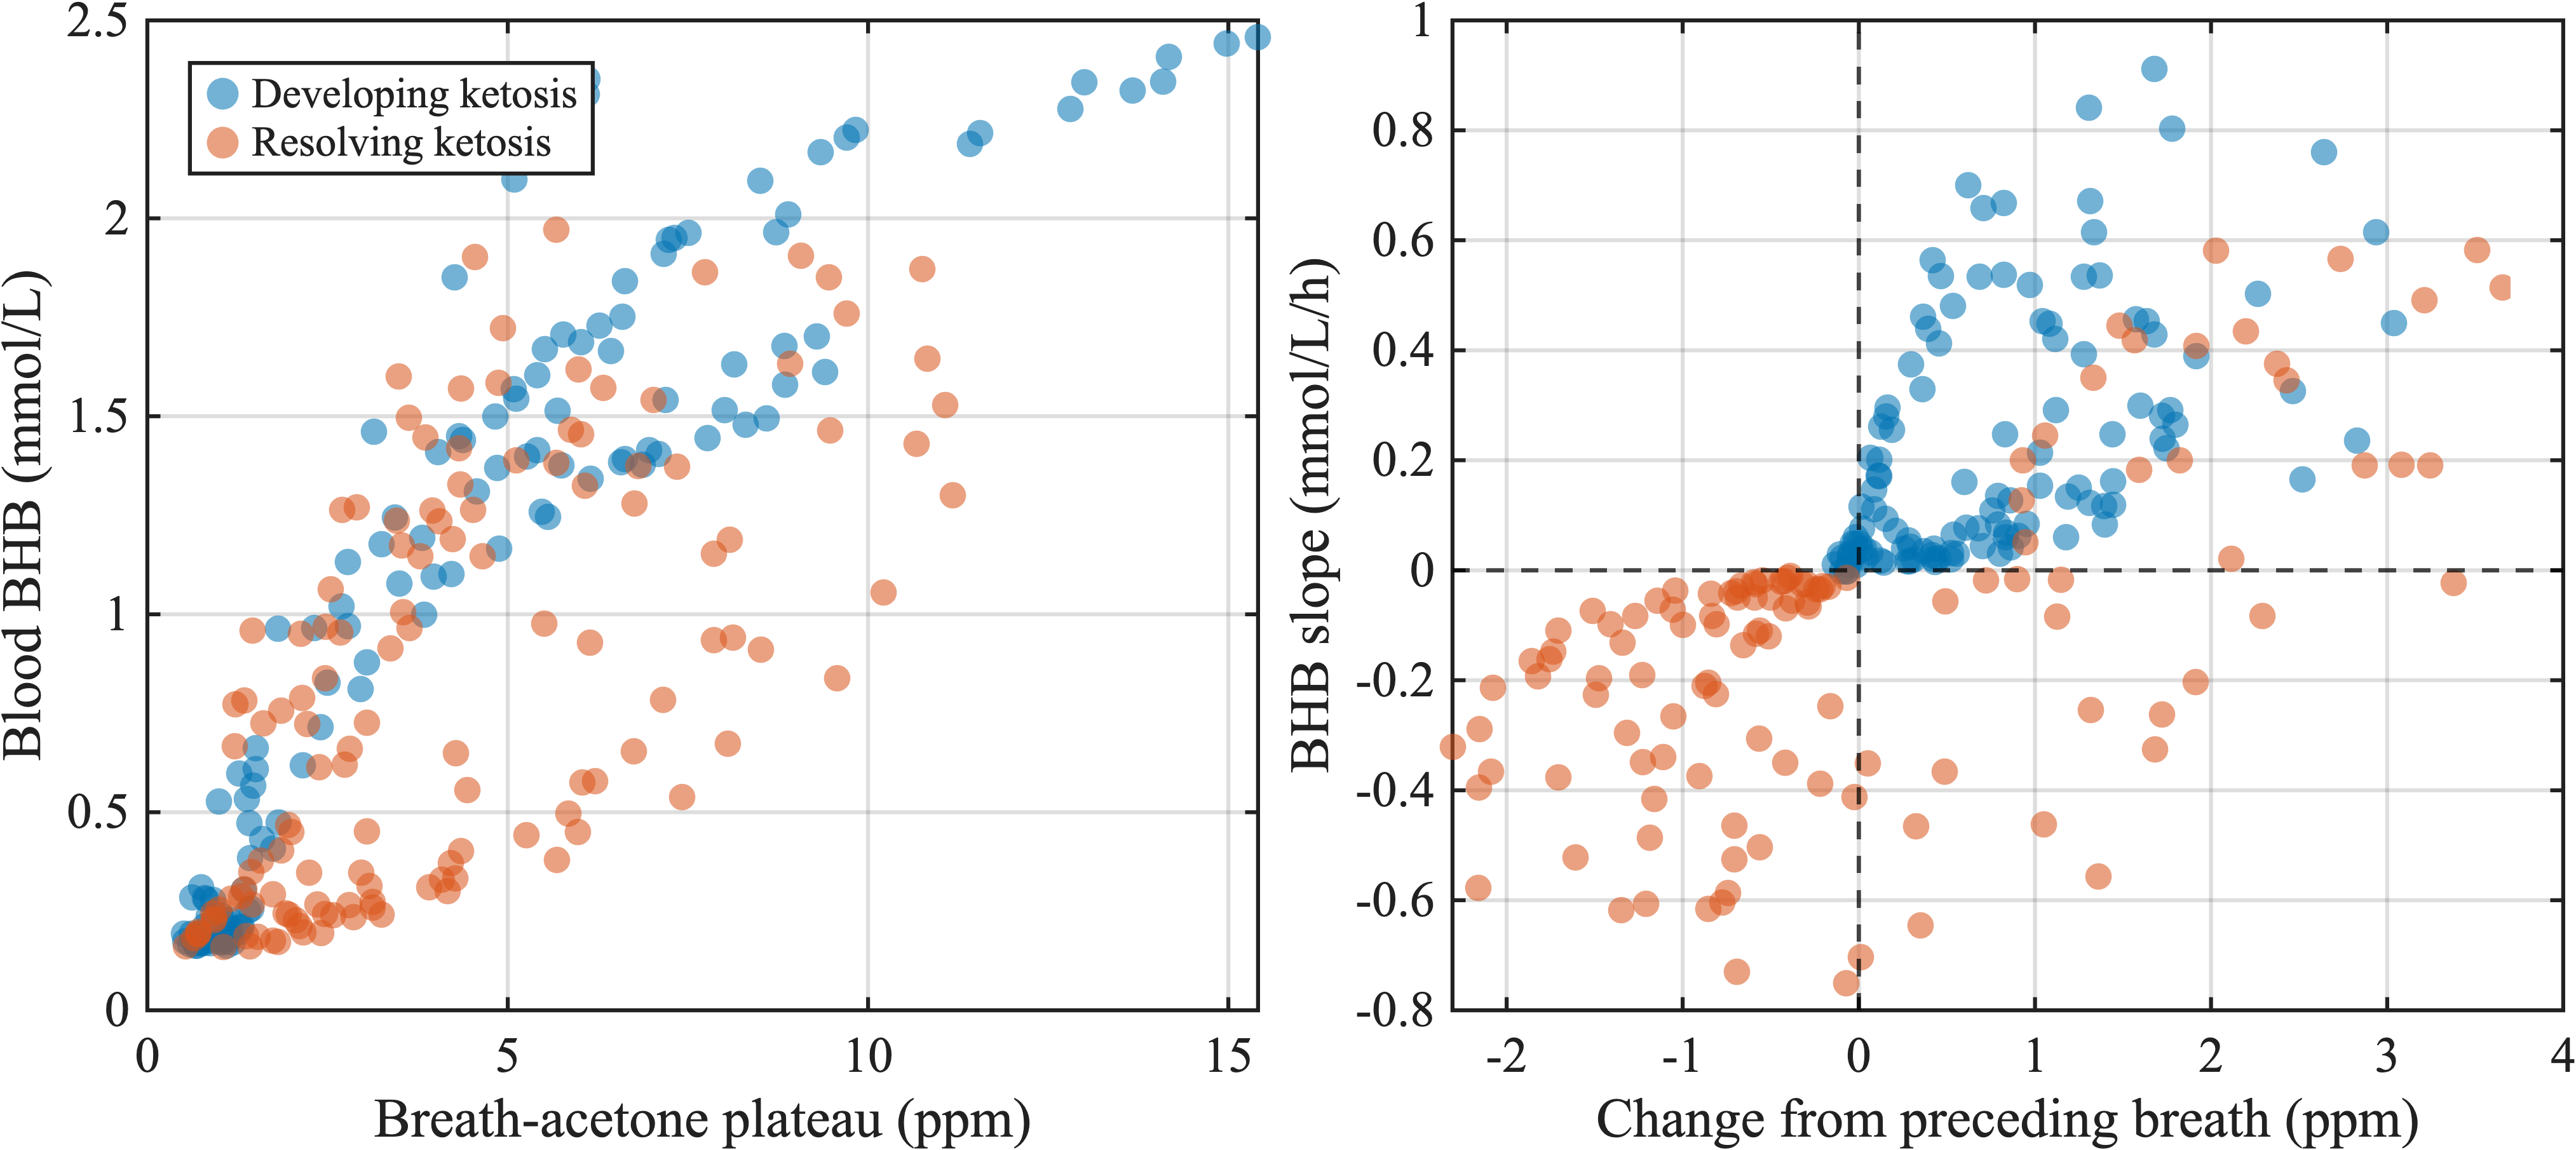 2.5
2
1.5
1
0.5
0
Blood BHB (mmol/L)
Developing ketosis
Resolving ketosis
0 5 10 15
Breath-acetone plateau (ppm)
1
0.8
0.6
0.4
0.2
0
-0.2
-0.4
-0.6
-0.8
BHB slope (mmol/L/h)
-2 -1 0 1 2 3 4
Change from preceding breath (ppm)